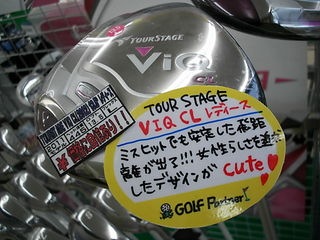 TOURSTAGE
ViQ
CL
TOUR STAGE
VIQ CL レディース
ミスヒットでも安定した飛距
離が出て!!! 女性らしさを追求
したデザインが cute♥
GOLF Partner